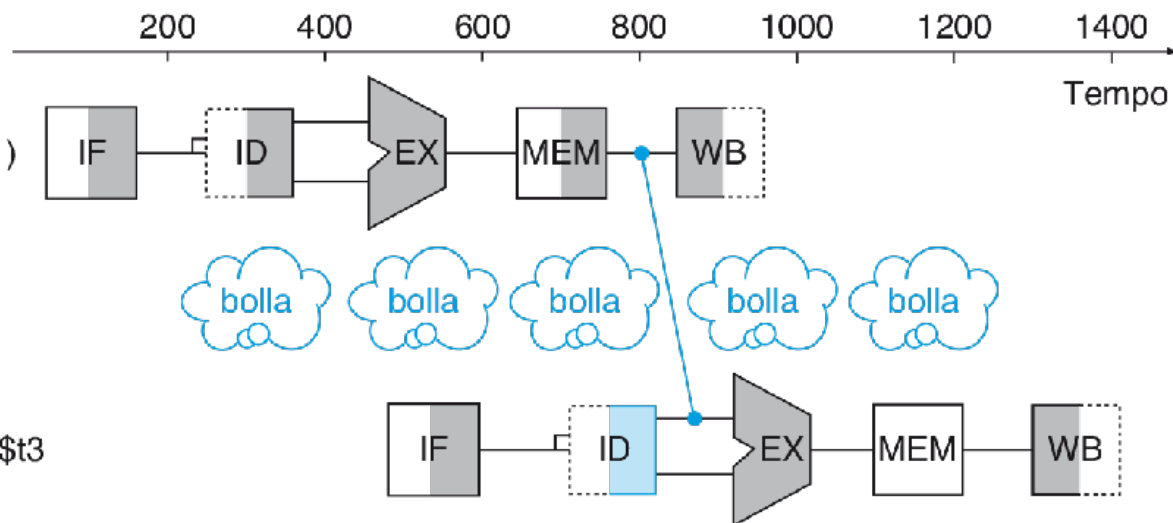 200 400 600 800 1000 1200 1400
Tempo
) IF ID EX MEM WB
bolla bolla bolla bolla bolla
$t3 IF ID EX MEM WB